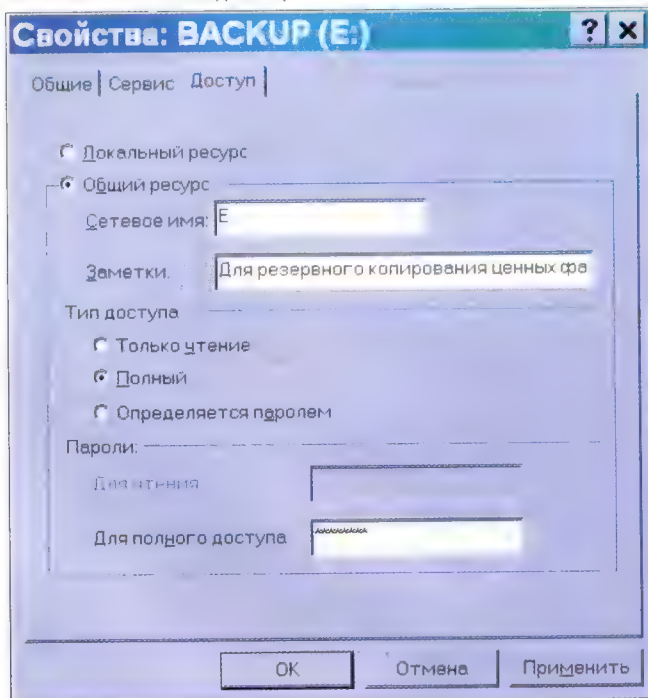 Свойства: BACKUP (E:)
? ×
Общие Сервис Доступ
Локальный ресурс
Общий ресурс
Сетевое имя: E
Заметки. Для резервного копирования ценных фа
Тип доступа
Только чтение
Полный
Определяется паролем
Пароли:
Для чтения
Для полного доступа ********
OK Отмена Применить